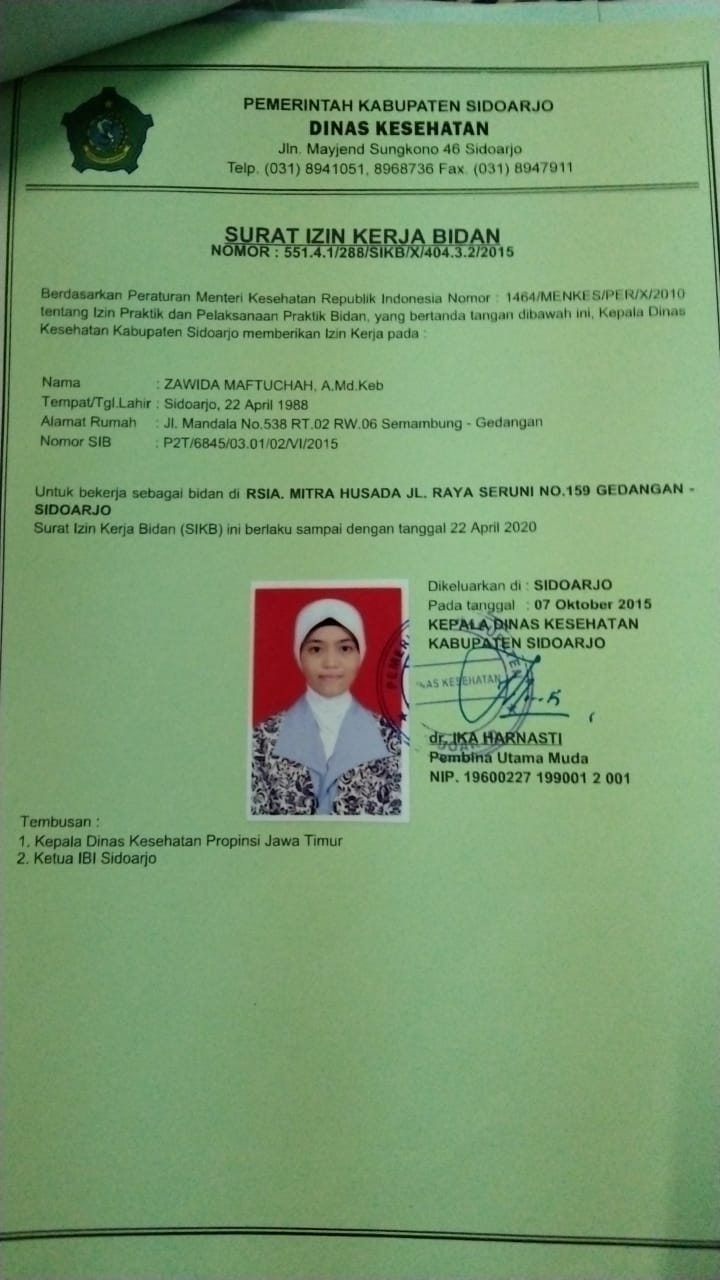 PEMERINTAH KABUPATEN SIDOARJO
DINAS KESEHATAN
Jln. Mayjend Sungkono 46 Sidoarjo
Telp. (031) 8941051, 8968736 Fax. (031) 8947911
SURAT IZIN KERJA BIDAN
NOMOR : 551.4.1/288/SIKB/X/404.3.2/2015
Berdasarkan Peraturan Menteri Kesehatan Republik Indonesia Nomor : 1464/MENKES/PER/X/2010
tentang Izin Praktik dan Pelaksanaan Praktik Bidan, yang bertanda tangan dibawah ini, Kepala Dinas
Kesehatan Kabupaten Sidoarjo memberikan Izin Kerja pada :
Nama : ZAWIDA MAFTUCHAH, A.Md.Keb
Tempat/Tgl.Lahir : Sidoarjo, 22 April 1988
Alamat Rumah : Jl. Mandala No.538 RT.02 RW.06 Semambung - Gedangan
Nomor SIB : P2T/6845/03.01/02/VI/2015
Untuk bekerja sebagai bidan di RSIA. MITRA HUSADA JL. RAYA SERUNI NO.159 GEDANGAN -
SIDOARJO
Surat Izin Kerja Bidan (SIKB) ini berlaku sampai dengan tanggal 22 April 2020
Dikeluarkan di : SIDOARJO
Pada tanggal : 07 Oktober 2015
KEPALA DINAS KESEHATAN
KABUPATEN SIDOARJO
DINAS KESEHATAN
dr. IKA HARNASTI
Pembina Utama Muda
NIP. 19600227 199001 2 001
Tembusan :
1. Kepala Dinas Kesehatan Propinsi Jawa Timur
2. Ketua IBI Sidoarjo